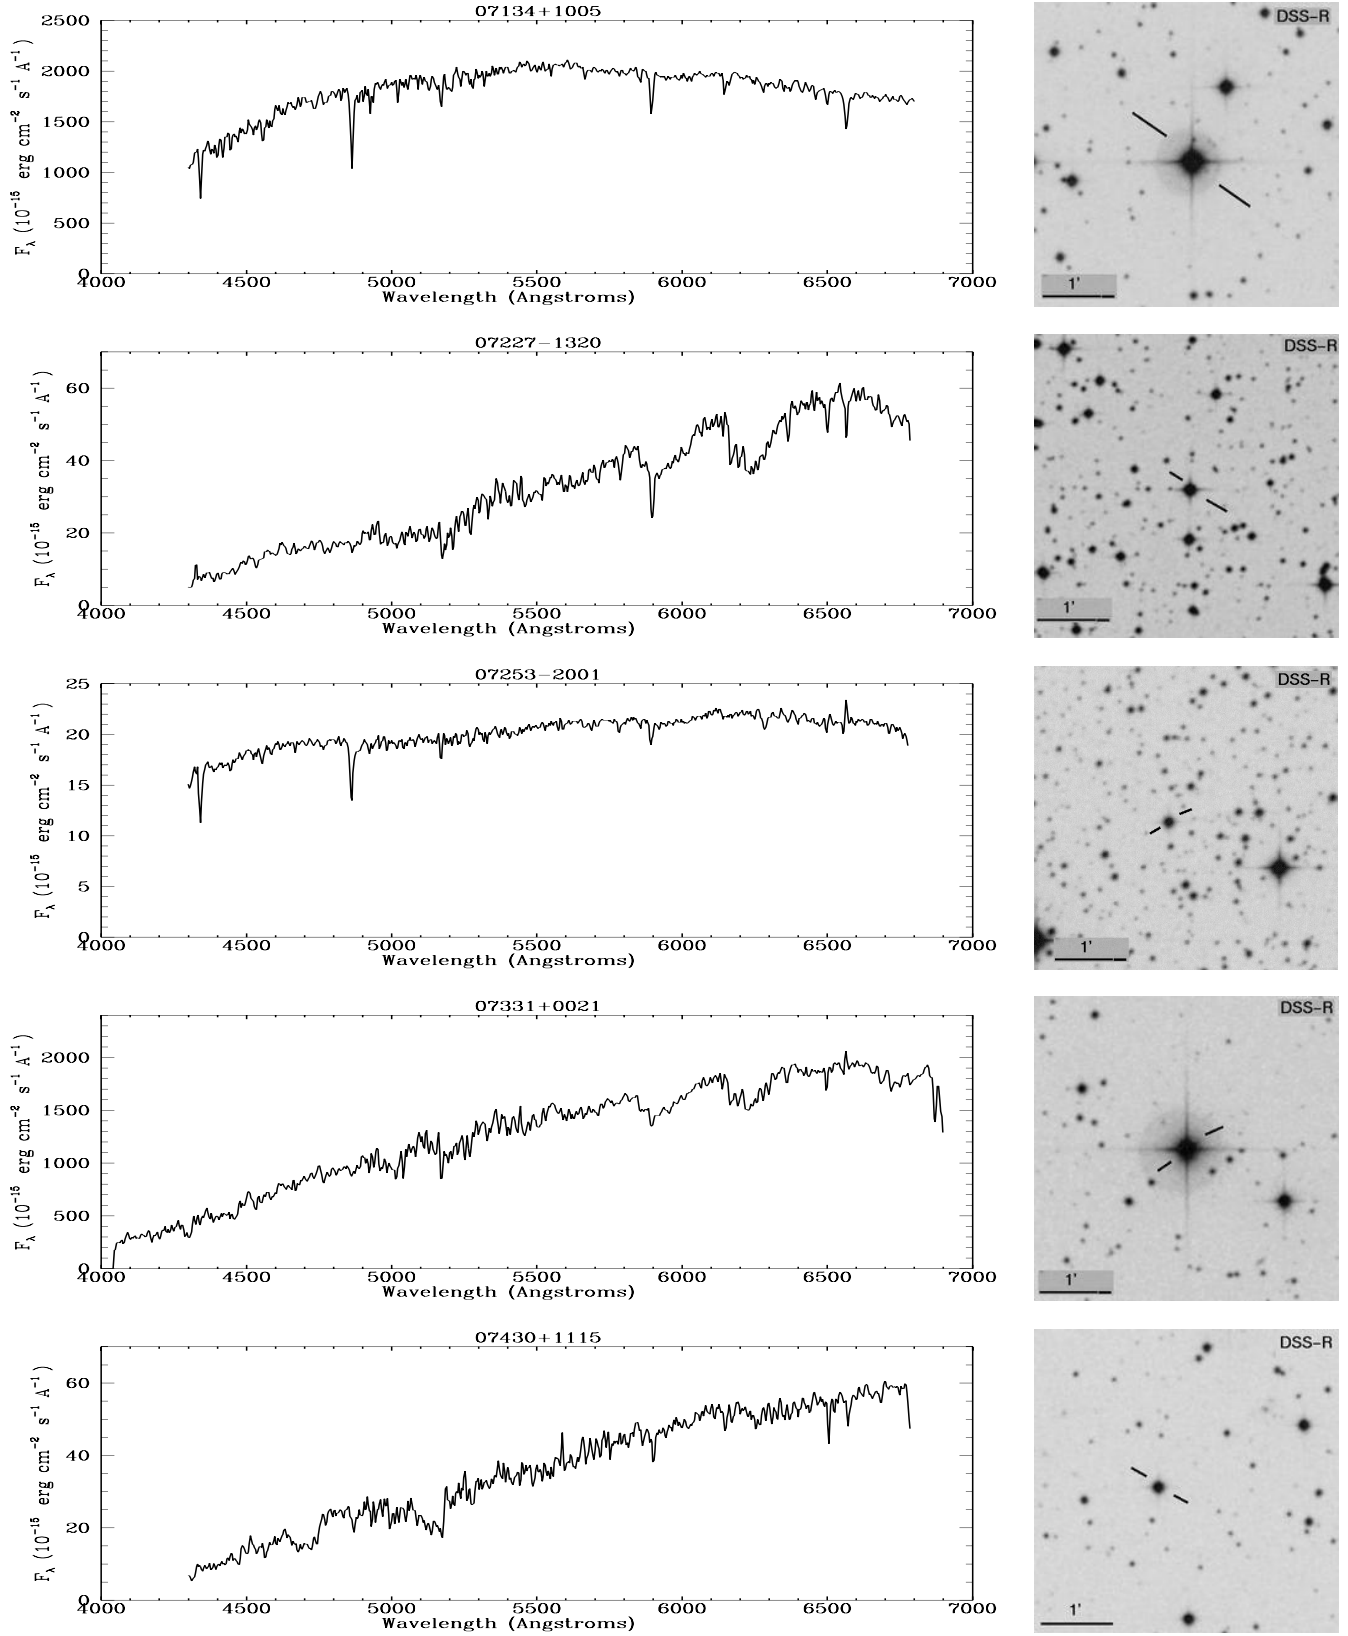 07134+1005
2500
2000
1500
1000
500
0
F_λ (10^-15 erg cm^-2 s^-1 A^-1)
4000 4500 5000 5500 6000 6500 7000
Wavelength (Angstroms)
DSS-R
1'
07227-1320
60
40
20
0
F_λ (10^-15 erg cm^-2 s^-1 A^-1)
4000 4500 5000 5500 6000 6500 7000
Wavelength (Angstroms)
DSS-R
1'
07253-2001
25
20
15
10
5
0
F_λ (10^-15 erg cm^-2 s^-1 A^-1)
4000 4500 5000 5500 6000 6500 7000
Wavelength (Angstroms)
DSS-R
1'
07331+0021
2000
1500
1000
500
0
F_λ (10^-15 erg cm^-2 s^-1 A^-1)
4000 4500 5000 5500 6000 6500 7000
Wavelength (Angstroms)
DSS-R
1'
07430+1115
60
40
20
0
F_λ (10^-15 erg cm^-2 s^-1 A^-1)
4000 4500 5000 5500 6000 6500 7000
Wavelength (Angstroms)
DSS-R
1'